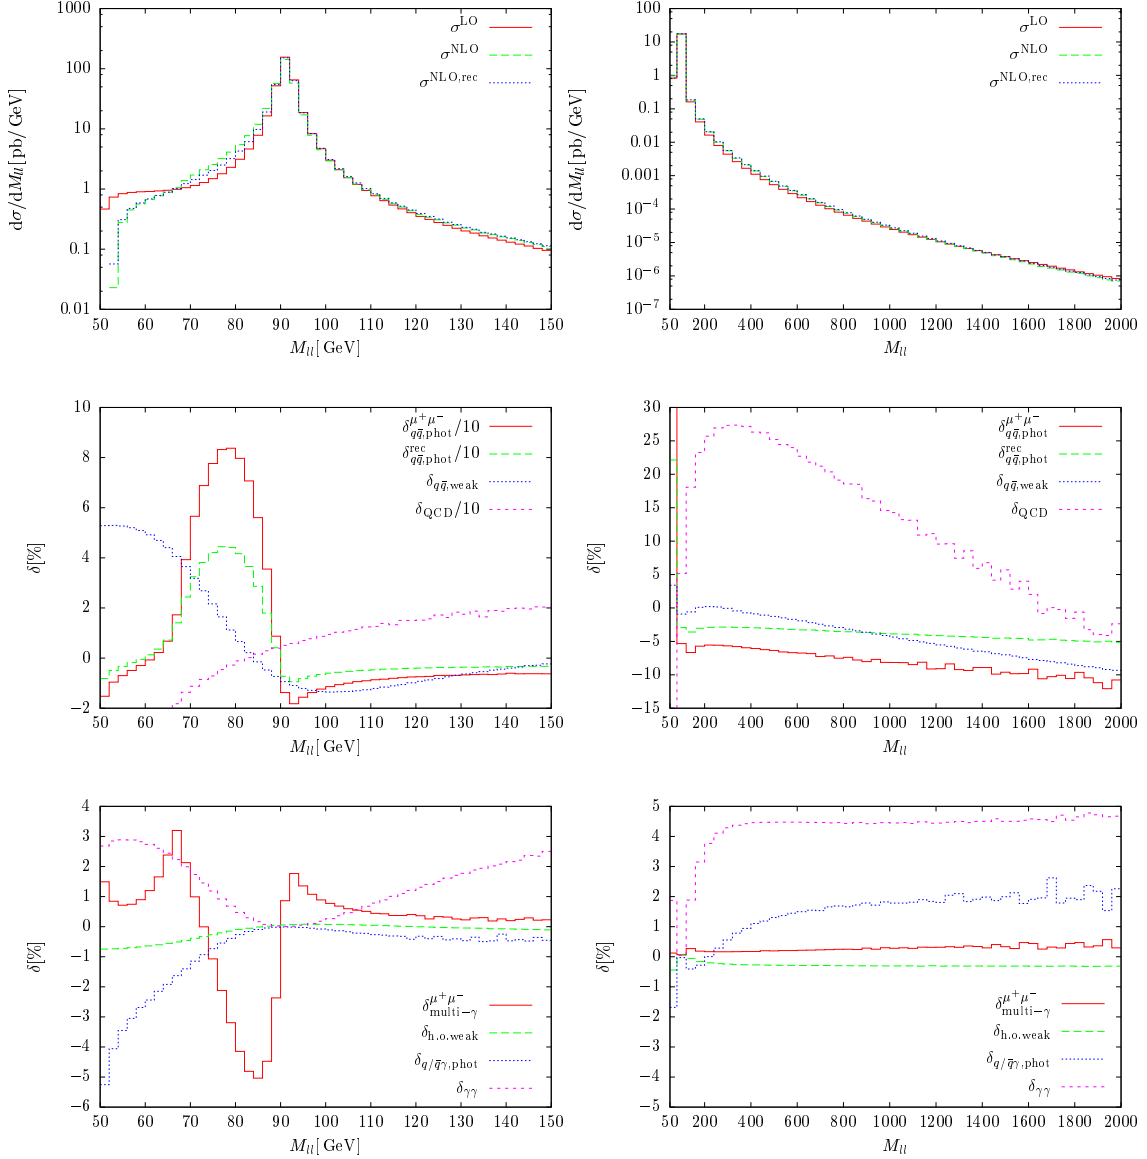 1000
100
10
1
0.1
0.01
dσ/dM_ll[pb/GeV]
σ^LO
σ^NLO
σ^NLO,rec
50 60 70 80 90 100 110 120 130 140 150
M_ll[GeV]
100
10
1
0.1
0.01
0.001
10^−4
10^−5
10^−6
10^−7
dσ/dM_ll[pb/GeV]
σ^LO
σ^NLO
σ^NLO,rec
50 200 400 600 800 1000 1200 1400 1600 1800 2000
M_ll
10
8
6
4
2
0
−2
δ[%]
δ^μ+μ−_qq̄,phot/10
δ^rec_qq̄,phot/10
δ_qq̄,weak
δ_QCD/10
50 60 70 80 90 100 110 120 130 140 150
M_ll[GeV]
30
25
20
15
10
5
0
−5
−10
−15
δ[%]
δ^μ+μ−_qq̄,phot
δ^rec_qq̄,phot
δ_qq̄,weak
δ_QCD
50 200 400 600 800 1000 1200 1400 1600 1800 2000
M_ll
4
3
2
1
0
−1
−2
−3
−4
−5
−6
δ[%]
δ^μ+μ−_multi−γ
δ_h.o.weak
δ_q/q̄γ,phot
δ_γγ
50 60 70 80 90 100 110 120 130 140 150
M_ll[GeV]
5
4
3
2
1
0
−1
−2
−3
−4
−5
δ[%]
δ^μ+μ−_multi−γ
δ_h.o.weak
δ_q/q̄γ,phot
δ_γγ
50 200 400 600 800 1000 1200 1400 1600 1800 2000
M_ll